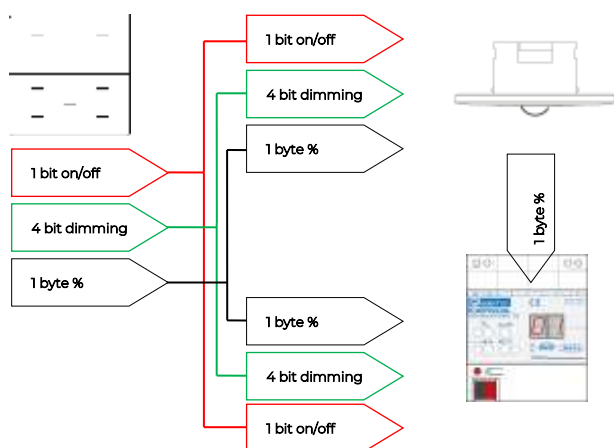 1 bit on/off
4 bit dimming
1 byte %
1 bit on/off
4 bit dimming
1 byte %
1 byte %
1 byte %
4 bit dimming
1 bit on/off